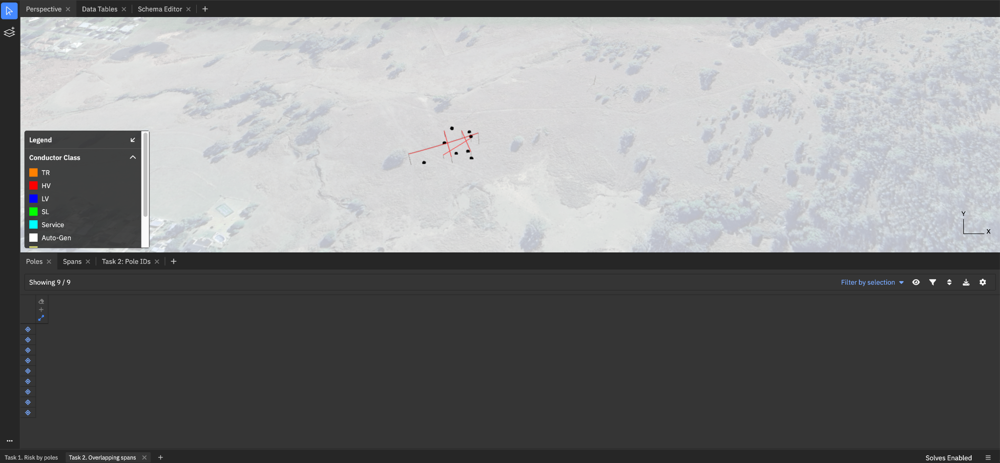 Perspective
Data Tables
Schema Editor
Legend
Conductor Class
TR
HV
LV
SL
Service
Auto-Gen
Y
X
Poles
Spans
Task 2: Pole IDs
Showing 9 / 9
Filter by selection
Task 1. Risk by poles
Task 2. Overlapping spans
Solves Enabled